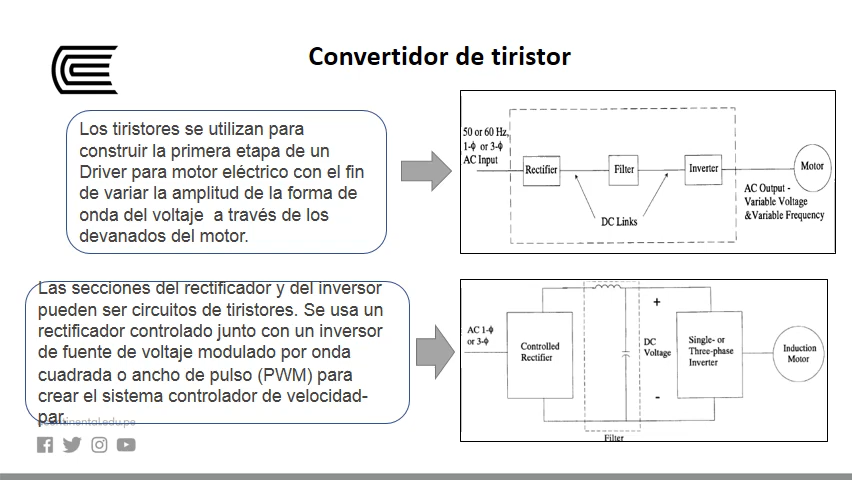 Convertidor de tiristor
Los tiristores se utilizan para
construir la primera etapa de un
Driver para motor eléctrico con el fin
de variar la amplitud de la forma de
onda del voltaje a través de los
devanados del motor.
50 or 60 Hz,
1-ϕ or 3-ϕ
AC Input
Rectifier
Filter
Inverter
Motor
DC Links
AC Output -
Variable Voltage
&Variable Frequency
Las secciones del rectificador y del inversor
pueden ser circuitos de tiristores. Se usa un
rectificador controlado junto con un inversor
de fuente de voltaje modulado por onda
cuadrada o ancho de pulso (PWM) para
crear el sistema controlador de velocidad-
par.
AC 1-ϕ
or 3-ϕ
Controlled
Rectifier
+
DC
Voltage
-
Single- or
Three-phase
Inverter
Induction
Motor
Filter
continental.edu.pe